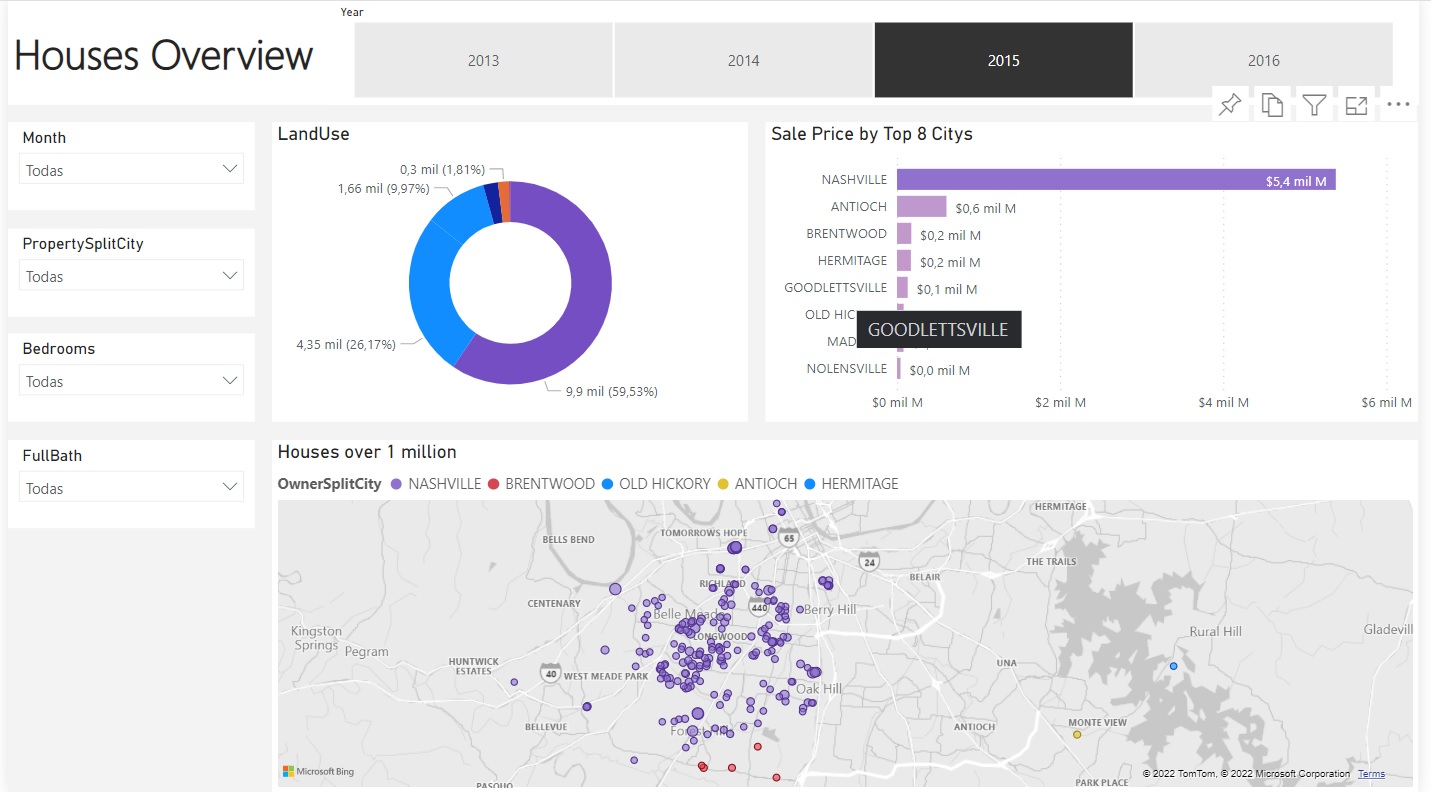 Year
Houses Overview
2013
2014
2015
2016
Month
Todas
PropertySplitCity
Todas
Bedrooms
Todas
FullBath
Todas
LandUse
0,3 mil (1,81%)
1,66 mil (9,97%)
4,35 mil (26,17%)
9,9 mil (59,53%)
Sale Price by Top 8 Citys
NASHVILLE
$5,4 mil M
ANTIOCH
$0,6 mil M
BRENTWOOD
$0,2 mil M
HERMITAGE
$0,2 mil M
GOODLETTSVILLE
$0,1 mil M
OLD HIC
GOODLETTSVILLE
MAD
NOLENSVILLE
$0,0 mil M
$0 mil M
$2 mil M
$4 mil M
$6 mil M
Houses over 1 million
OwnerSplitCity NASHVILLE BRENTWOOD OLD HICKORY ANTIOCH HERMITAGE
HERMITAGE
BELLS BEND
TOMORROWS HOPE
65
24
THE TRAILS
RICHLAND
BELAIR
CENTENARY
Belle Meade
440
Berry Hill
Kingston
Springs
Pegram
LONGWOOD
Rural Hill
Gladevill
HUNTWICK
ESTATES
40
WEST MEADE PARK
UNA
Oak Hill
BELLEVUE
ANTIOCH
MONTE VIEW
PASQUO
PARK PLACE
Microsoft Bing
© 2022 TomTom, © 2022 Microsoft Corporation Terms